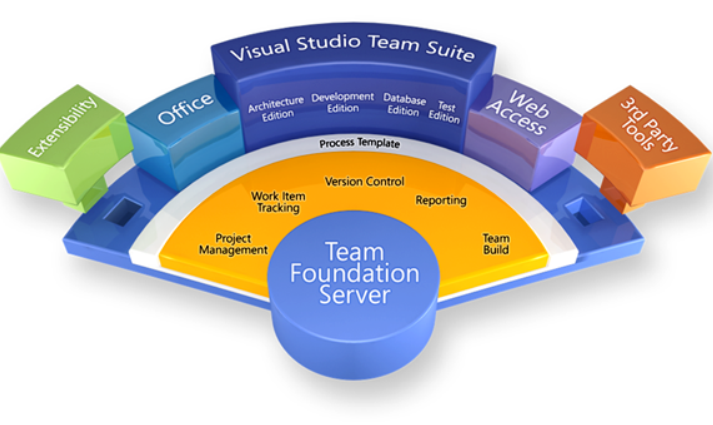 Visual Studio Team Suite
Architecture
Edition
Development
Edition
Database
Edition
Test
Edition
Extensibility
Office
Web
Access
3rd Party
Tools
Process Template
Version Control
Work Item
Tracking
Reporting
Project
Management
Team
Build
Team
Foundation
Server